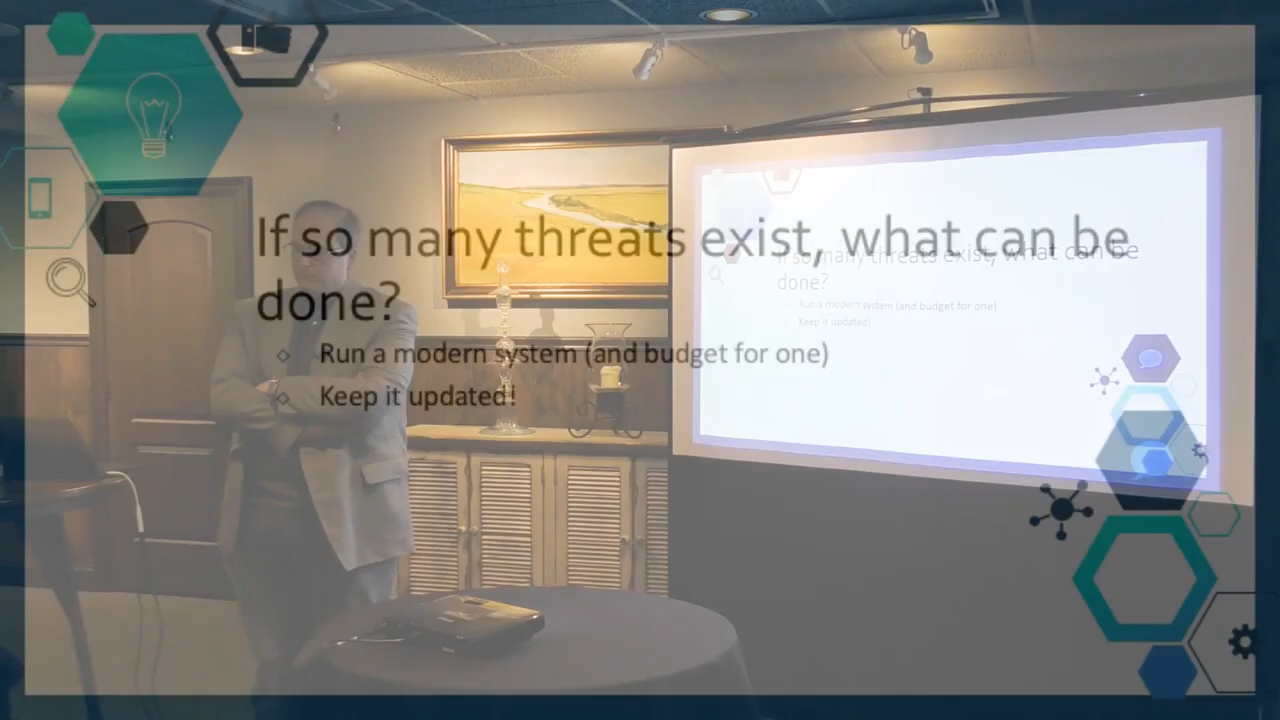 If so many threats exist, what can be
done?
Run a modern system (and budget for one)
Keep it updated!
If so many threats exist, what can be
done?
Run a modern system (and budget for one)
Keep it updated!